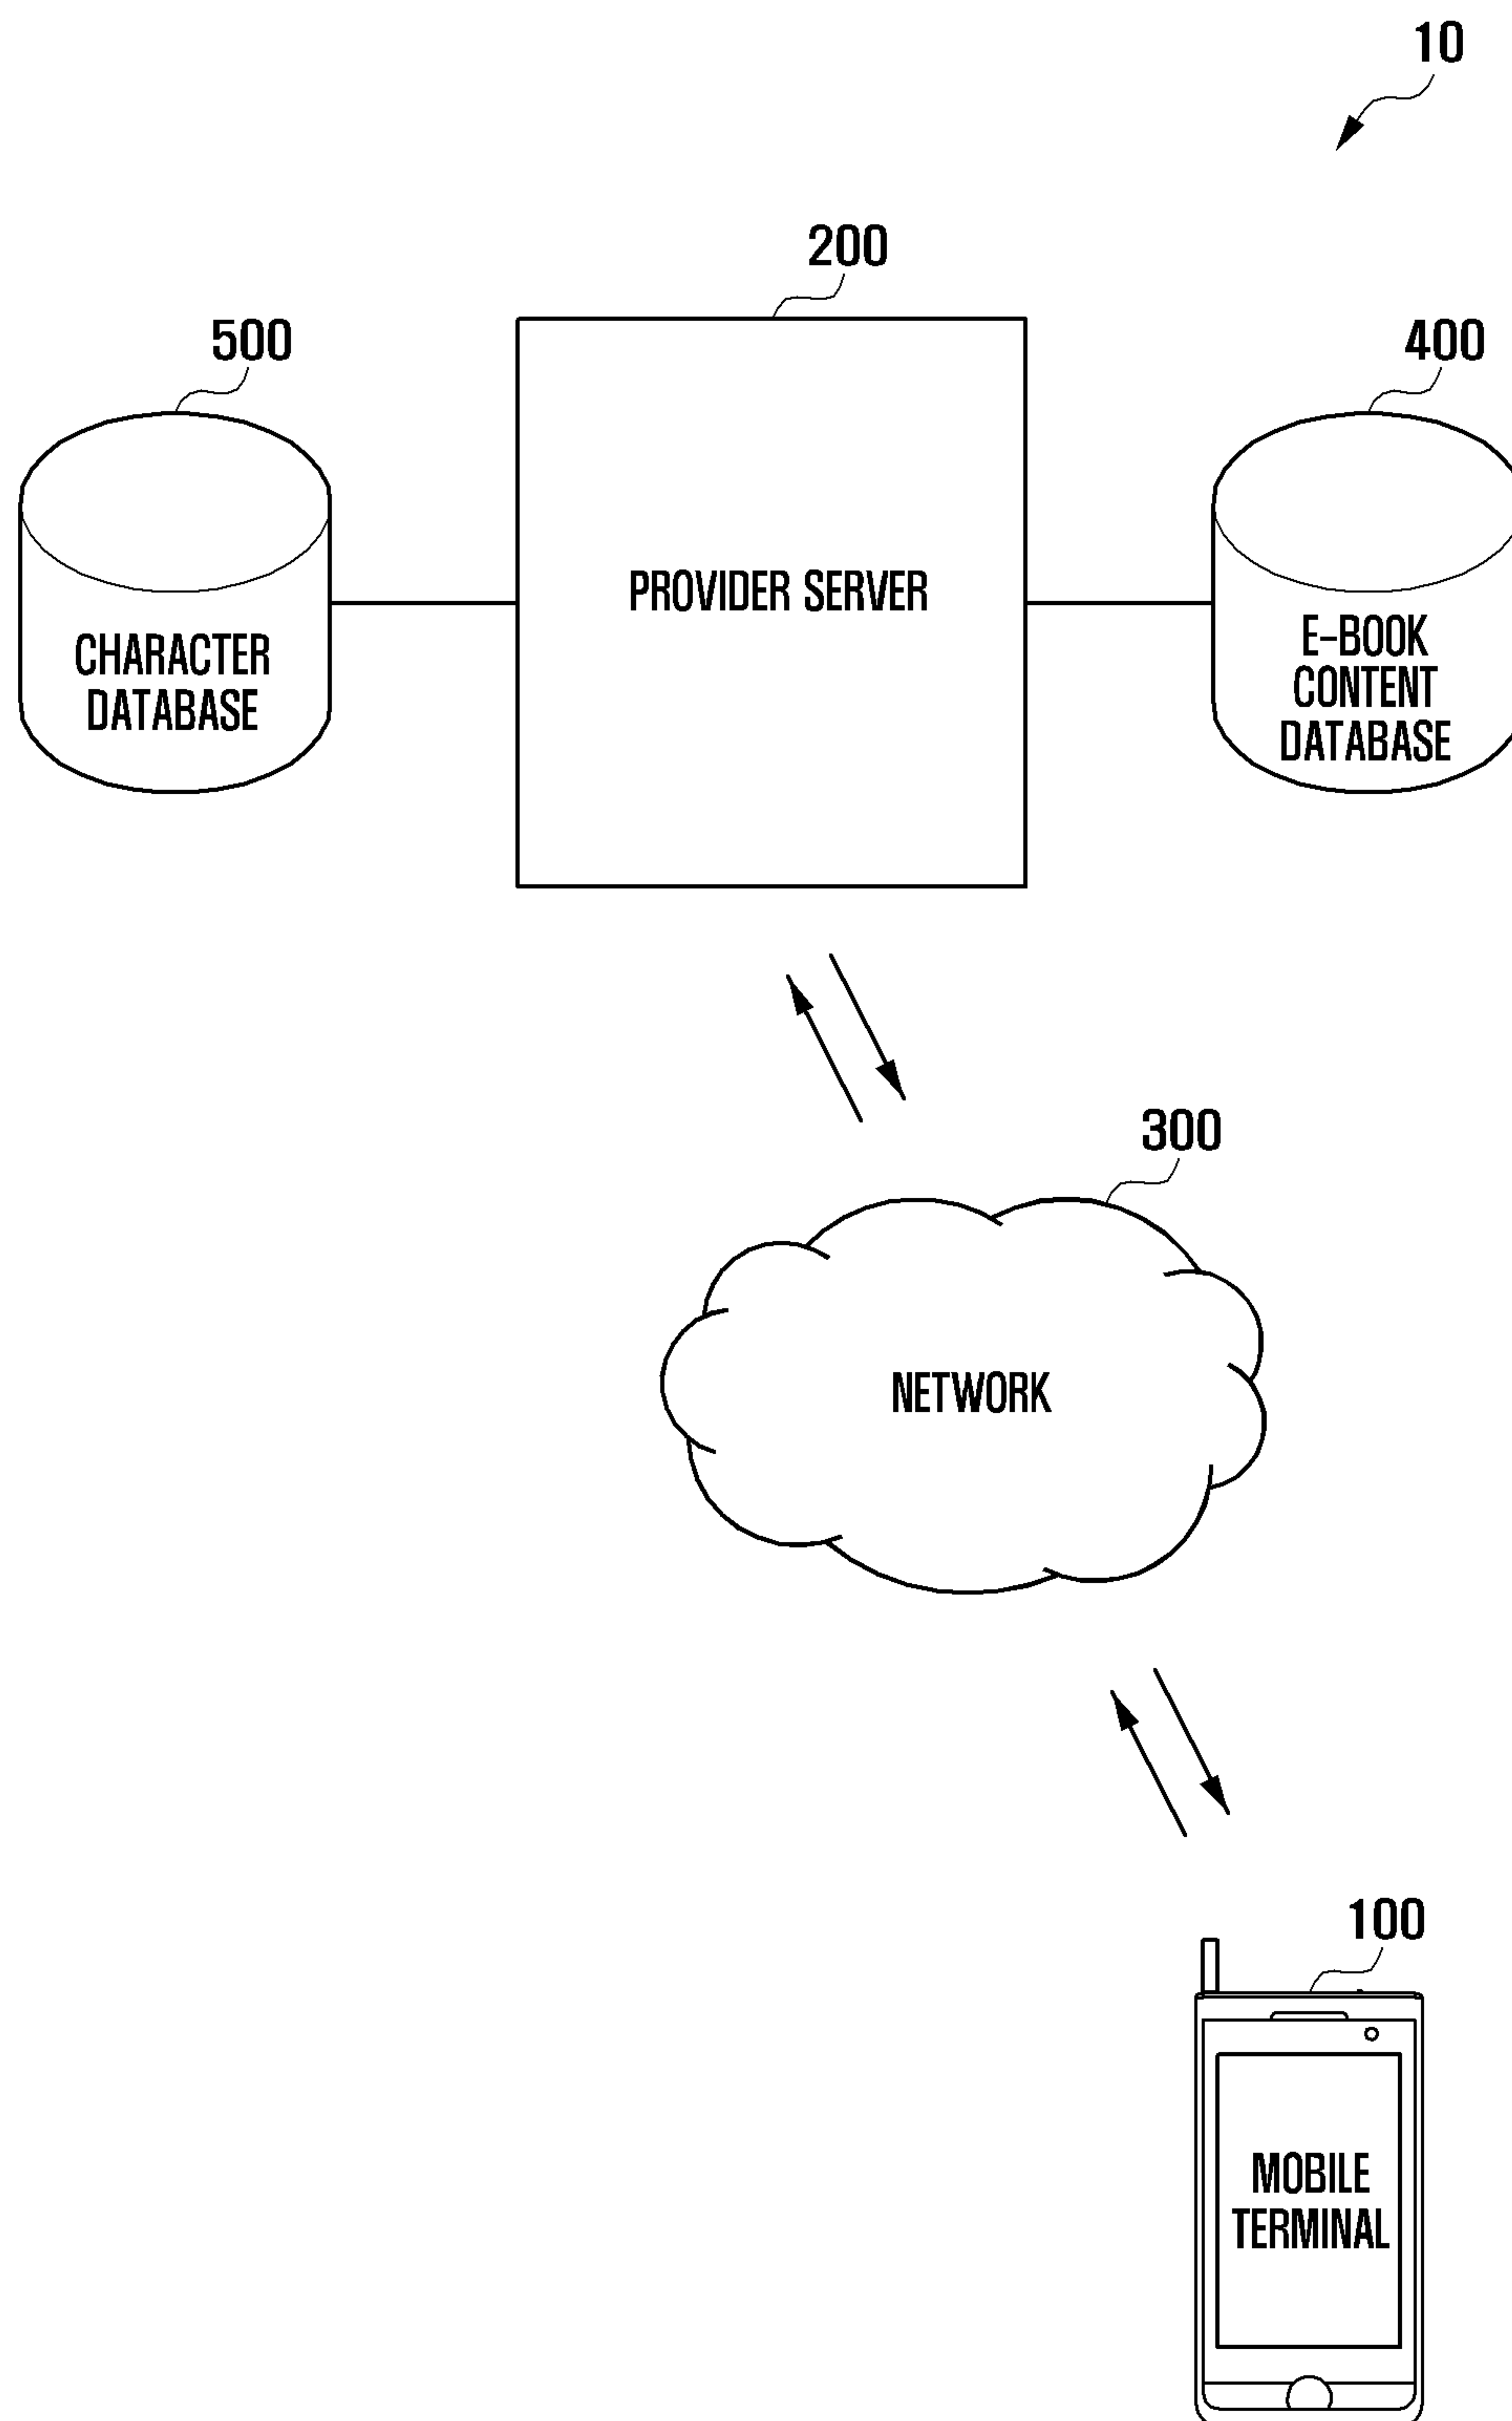 10
200
500
400
PROVIDER SERVER
CHARACTER
DATABASE
E-BOOK
CONTENT
DATABASE
300
NETWORK
100
MOBILE
TERMINAL